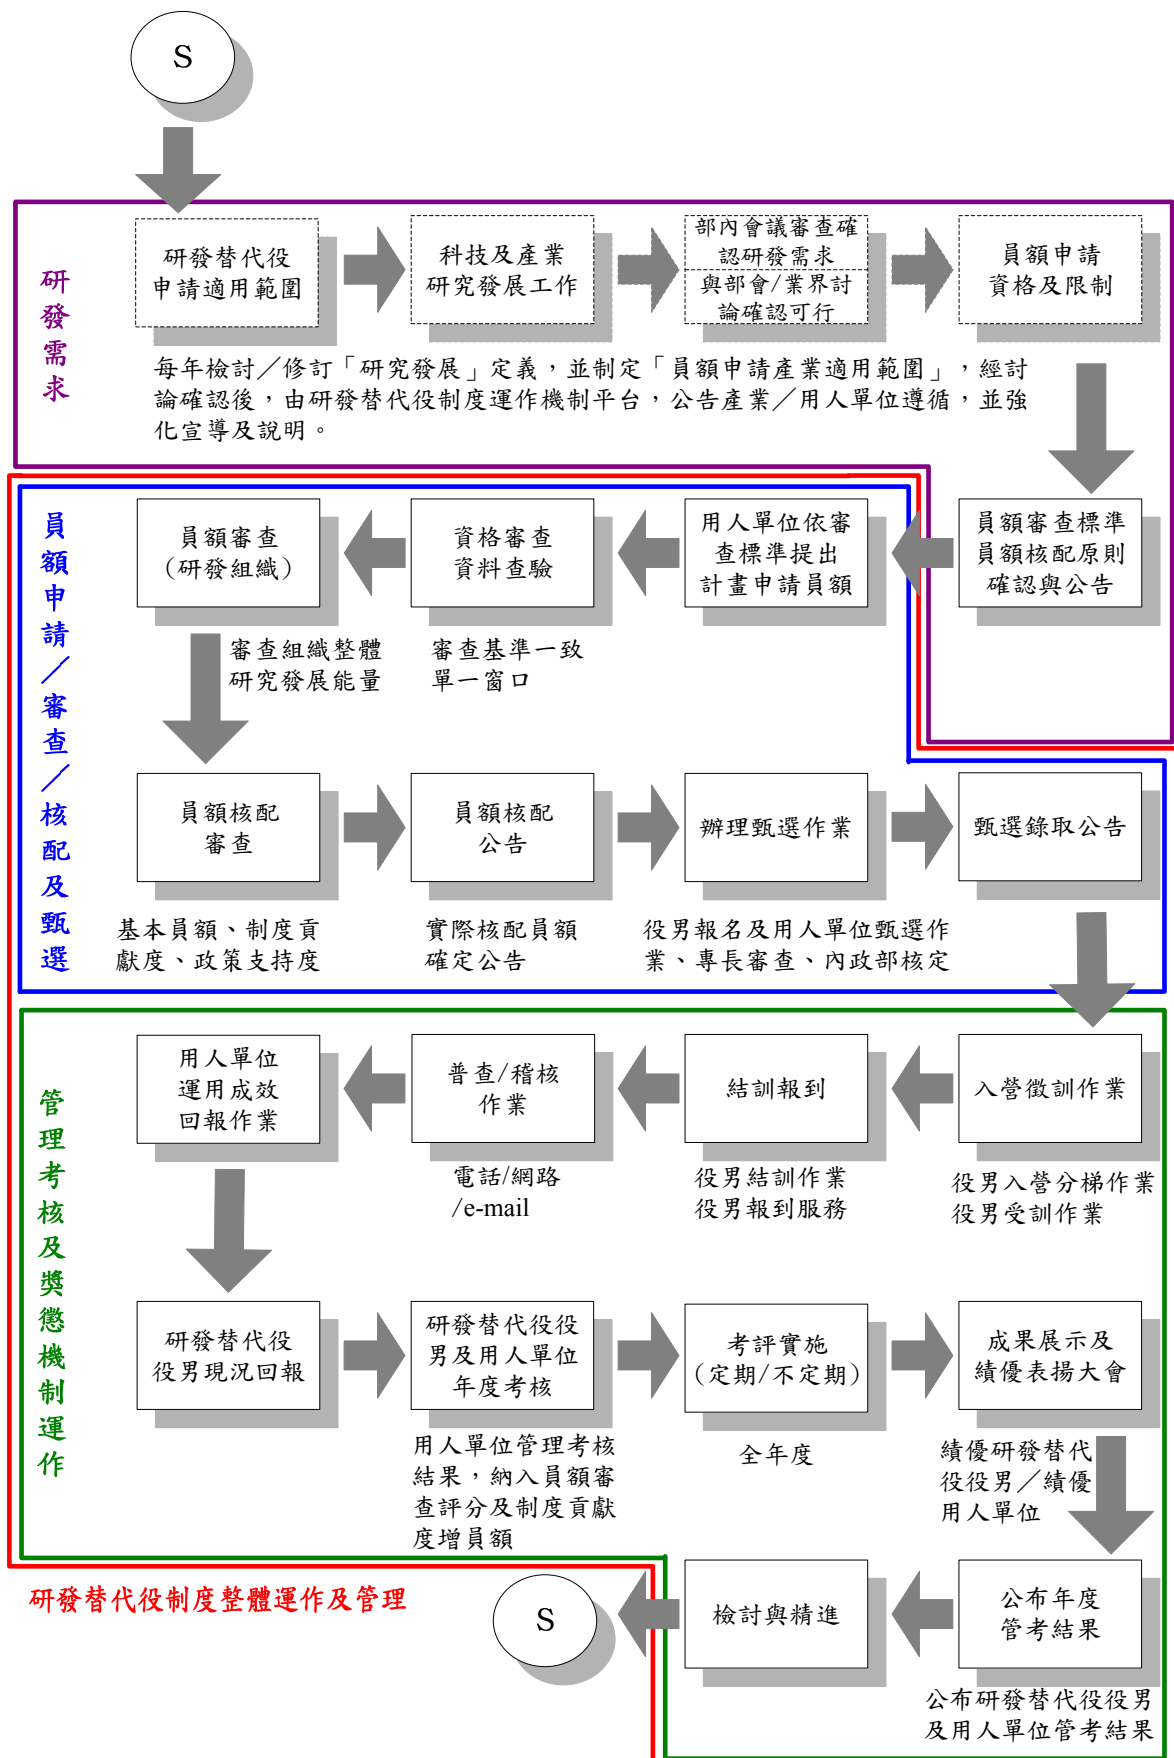 S
研發需求
研發替代役
申請適用範圍
科技及產業
研究發展工作
部內會議審查確
認研發需求
與部會/業界討
論確認可行
員額申請
資格及限制
每年檢討／修訂「研究發展」定義，並制定「員額申請產業適用範圍」，經討
論確認後，由研發替代役制度運作機制平台，公告產業／用人單位遵循，並強
化宣導及說明。
員額審查標準
員額核配原則
確認與公告
員額申請／審查／核配及甄選
用人單位依審
查標準提出
計畫申請員額
資格審查
資料查驗
審查基準一致
單一窗口
員額審查
(研發組織)
審查組織整體
研究發展能量
員額核配
審查
基本員額、制度貢
獻度、政策支持度
員額核配
公告
實際核配員額
確定公告
辦理甄選作業
役男報名及用人單位甄選作
業、專長審查、內政部核定
甄選錄取公告
管理考核及獎懲機制運作
入營徵訓作業
役男入營分梯作業
役男受訓作業
結訓報到
役男結訓作業
役男報到服務
普查/稽核
作業
電話/網路
/e-mail
用人單位
運用成效
回報作業
研發替代役
役男現況回報
研發替代役役
男及用人單位
年度考核
用人單位管理考核
結果，納入員額審
查評分及制度貢獻
度增員額
考評實施
(定期/不定期)
全年度
成果展示及
績優表揚大會
績優研發替代
役役男／績優
用人單位
公布年度
管考結果
公布研發替代役役男
及用人單位管考結果
檢討與精進
S
研發替代役制度整體運作及管理